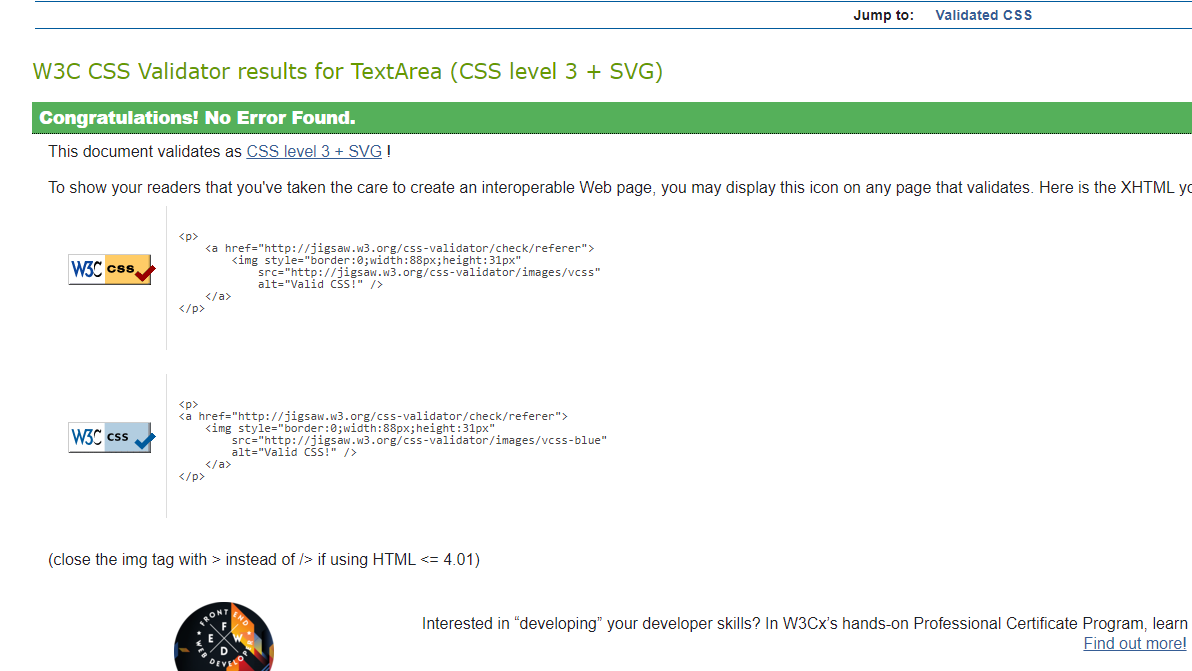 Jump to: Validated CSS
W3C CSS Validator results for TextArea (CSS level 3 + SVG)
Congratulations! No Error Found.
This document validates as CSS level 3 + SVG !
To show your readers that you've taken the care to create an interoperable Web page, you may display this icon on any page that validates. Here is the XHTML
<p>
<a href="http://jigsaw.w3.org/css-validator/check/referer">
<img style="border:0;width:88px;height:31px"
W3C css
src="http://jigsaw.w3.org/css-validator/images/vcss"
alt="Valid CSS!" />
</a>
</p>
<p>
<a href="http://jigsaw.w3.org/css-validator/check/referer">
<img style="border:0;width:88px;height:31px"
W3C css
src="http://jigsaw.w3.org/css-validator/images/vcss-blue"
alt="Valid CSS!" />
</a>
</p>
(close the img tag with > instead of /> if using HTML <= 4.01)
FRONT END
F E W D
WEB DEVELOP
Interested in “developing” your developer skills? In W3Cx’s hands-on Professional Certificate Program, learn
Find out more!